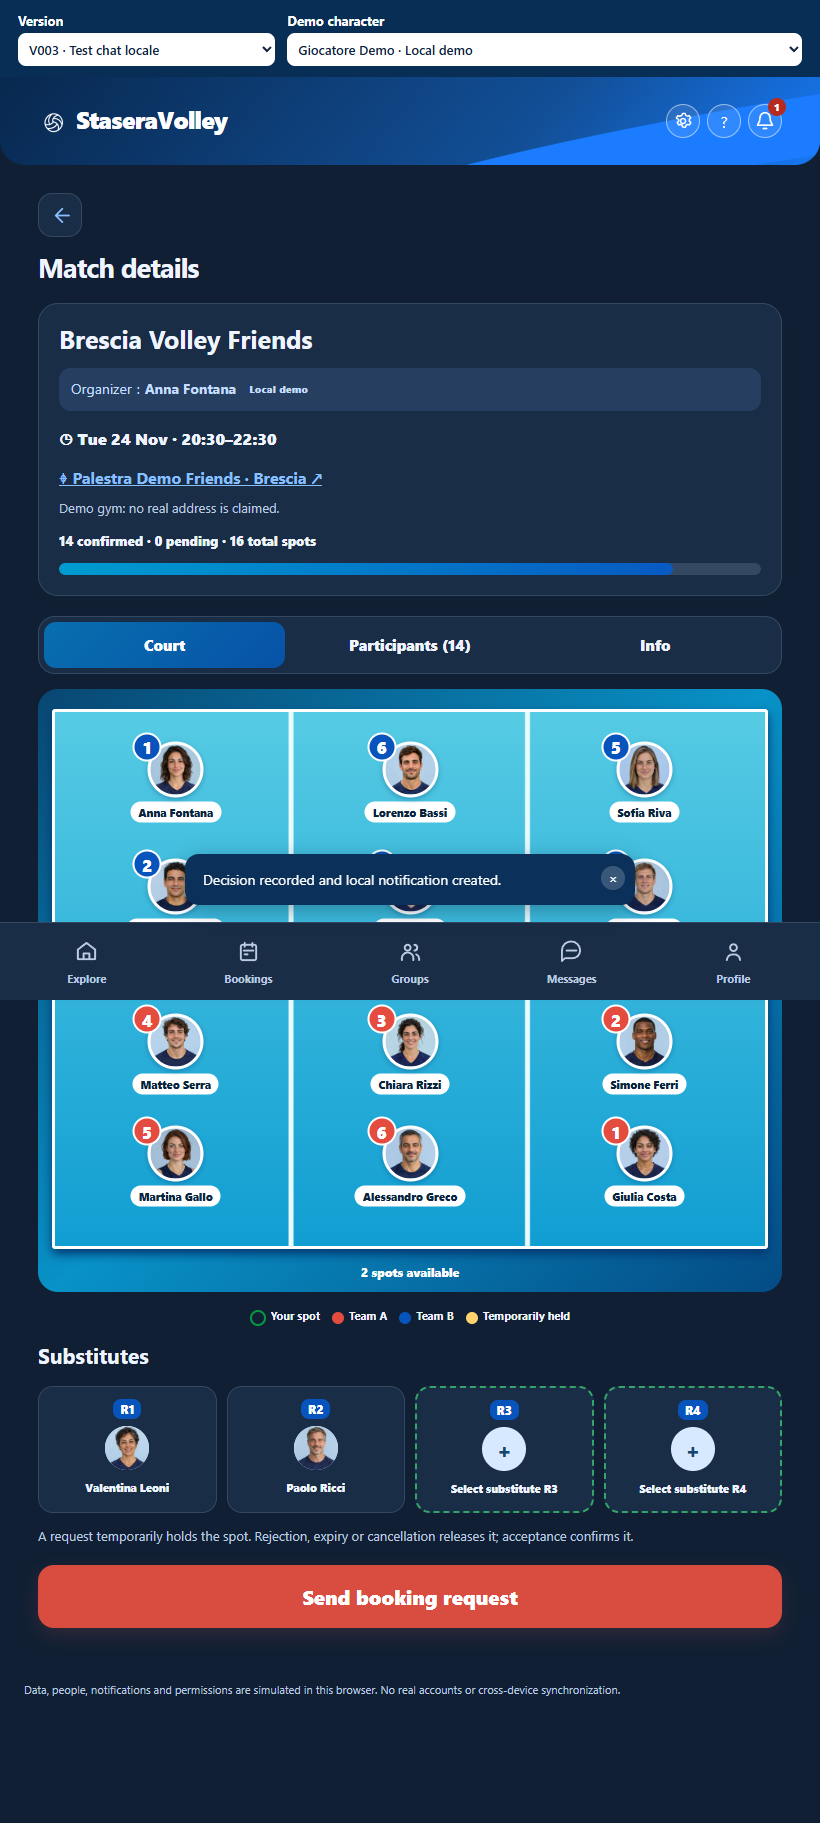 Version
Demo character
V003 · Test chat locale
Giocatore Demo · Local demo
StaseraVolley
?
1
Match details
Brescia Volley Friends
Organizer : Anna Fontana Local demo
Tue 24 Nov · 20:30–22:30
Palestra Demo Friends · Brescia ↗
Demo gym: no real address is claimed.
14 confirmed · 0 pending · 16 total spots
Court
Participants (14)
Info
1
6
5
Anna Fontana
Lorenzo Bassi
Sofia Riva
2
Decision recorded and local notification created.
×
Explore
Bookings
Groups
Messages
Profile
4
3
2
Matteo Serra
Chiara Rizzi
Simone Ferri
5
6
1
Martina Gallo
Alessandro Greco
Giulia Costa
2 spots available
Your spot
Team A
Team B
Temporarily held
Substitutes
R1
R2
R3
R4
+
+
Valentina Leoni
Paolo Ricci
Select substitute R3
Select substitute R4
A request temporarily holds the spot. Rejection, expiry or cancellation releases it; acceptance confirms it.
Send booking request
Data, people, notifications and permissions are simulated in this browser. No real accounts or cross-device synchronization.